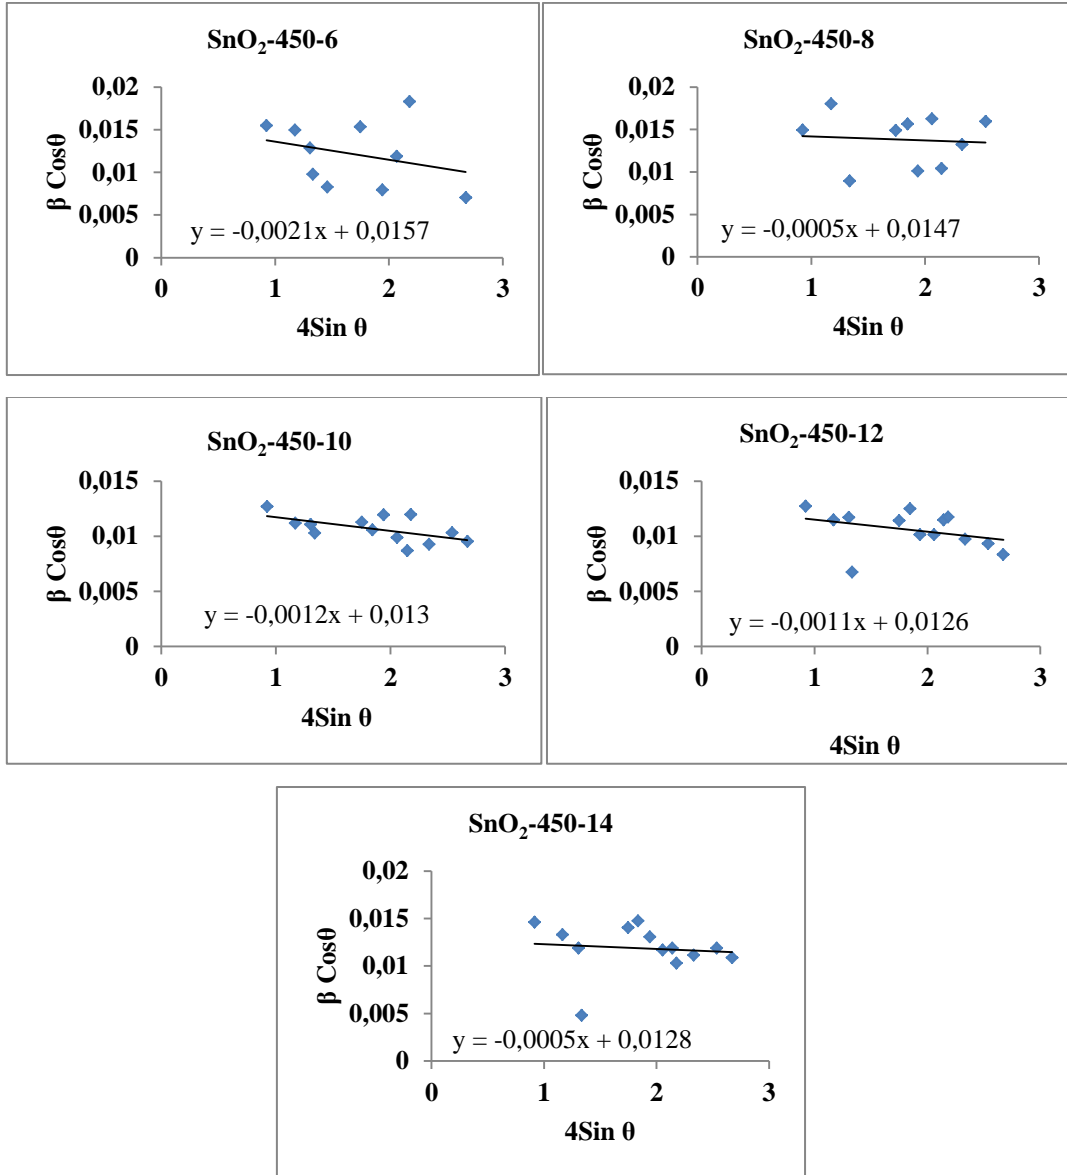 SnO₂-450-6
0,02
0,015
0,01
0,005
0
β Cosθ
y = -0,0021x + 0,0157
0 1 2 3
4Sin θ
SnO₂-450-8
0,02
0,015
0,01
0,005
0
β Cosθ
y = -0,0005x + 0,0147
0 1 2 3
4Sin θ
SnO₂-450-10
0,015
0,01
0,005
0
β Cosθ
y = -0,0012x + 0,013
0 1 2 3
4Sin θ
SnO₂-450-12
0,015
0,01
0,005
0
β Cosθ
y = -0,0011x + 0,0126
0 1 2 3
4Sin θ
SnO₂-450-14
0,02
0,015
0,01
0,005
0
β Cosθ
y = -0,0005x + 0,0128
0 1 2 3
4Sin θ